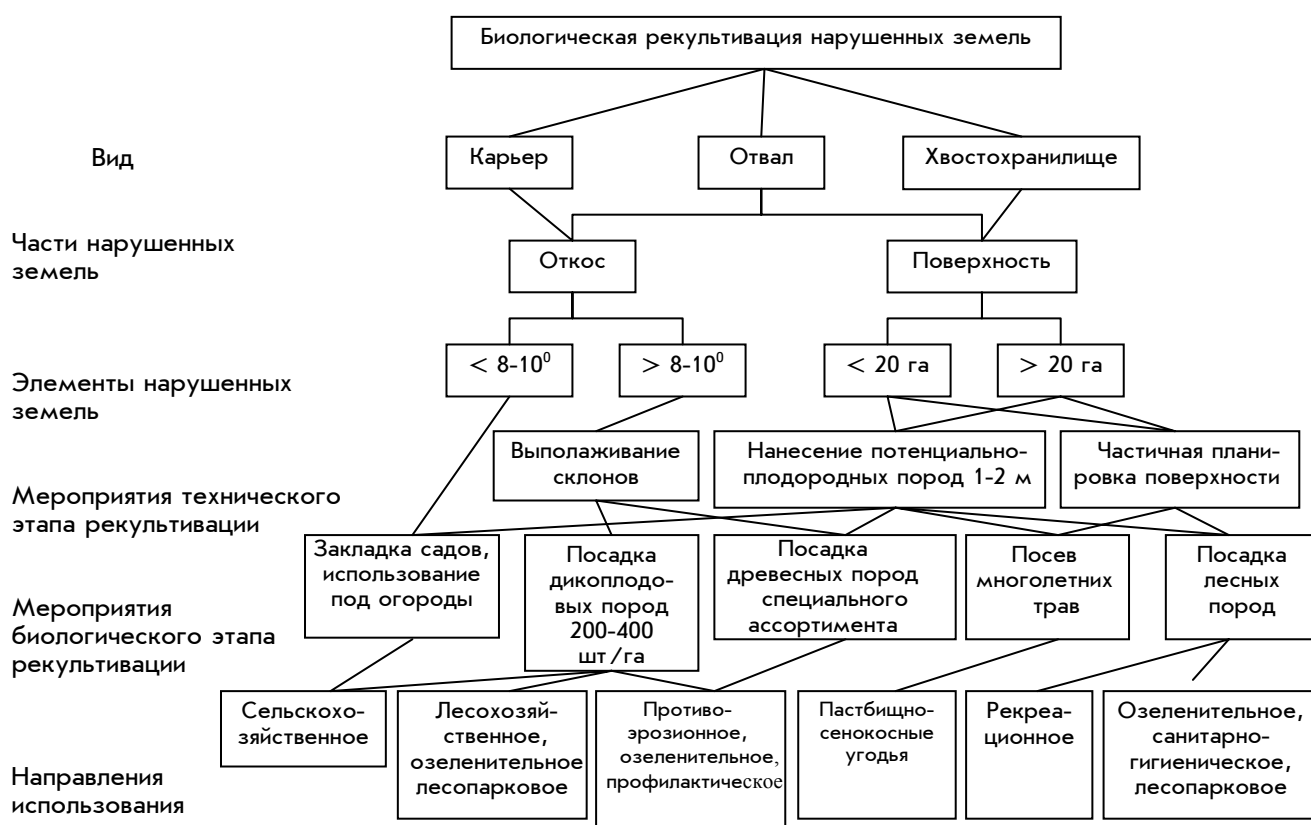 Биологическая рекультивация нарушенных земель
Вид
Карьер
Отвал
Хвостохранилище
Части нарушенных
земель
Откос
Поверхность
Элементы нарушенных
земель
< 8-10⁰
> 8-10⁰
< 20 га
> 20 га
Мероприятия технического
этапа рекультивации
Выполаживание
склонов
Нанесение потенциально-
плодородных пород 1-2 м
Частичная плани-
ровка поверхности
Мероприятия
биологического этапа
рекультивации
Закладка садов,
использование
под огороды
Посадка
дикоплодо-
вых пород
200-400
шт/га
Посадка
древесных пород
специального
ассортимента
Посев
многолетних
трав
Посадка
лесных
пород
Направления
использования
Сельскохо-
зяйственное
Лесохозяй-
ственное,
озеленительное
лесопарковое
Противо-
эрозионное,
озеленительное,
профилактическое
Пастбищно-
сенокосные
угодья
Рекреа-
ционное
Озеленительное,
санитарно-
гигиеническое,
лесопарковое